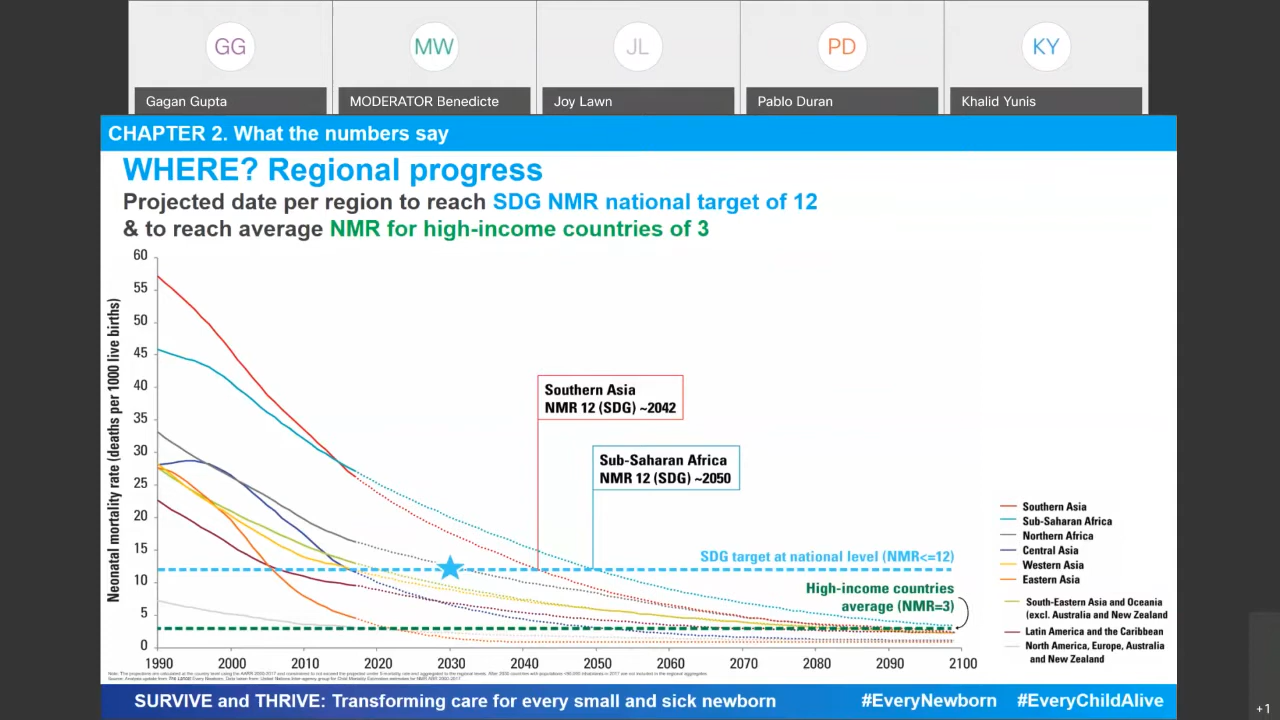 GG
MW
JL
PD
KY
Gagan Gupta
MODERATOR Benedicte
Joy Lawn
Pablo Duran
Khalid Yunis
CHAPTER 2. What the numbers say
WHERE? Regional progress
Projected date per region to reach SDG NMR national target of 12
& to reach average NMR for high-income countries of 3
Neonatal mortality rate (deaths per 1000 live births)
60
55
50
45
40
35
30
25
20
15
10
5
0
1990
2000
2010
2020
2030
2040
2050
2060
2070
2080
2090
2100
Southern Asia
NMR 12 (SDG) ~2042
Sub-Saharan Africa
NMR 12 (SDG) ~2050
SDG target at national level (NMR<=12)
High-income countries
average (NMR=3)
Southern Asia
Sub-Saharan Africa
Northern Africa
Central Asia
Western Asia
Eastern Asia
South-Eastern Asia and Oceania
(excl. Australia and New Zealand
Latin America and the Caribbean
North America, Europe, Australia
and New Zealand
SURVIVE and THRIVE: Transforming care for every small and sick newborn
#EveryNewborn #EveryChildAlive
+1